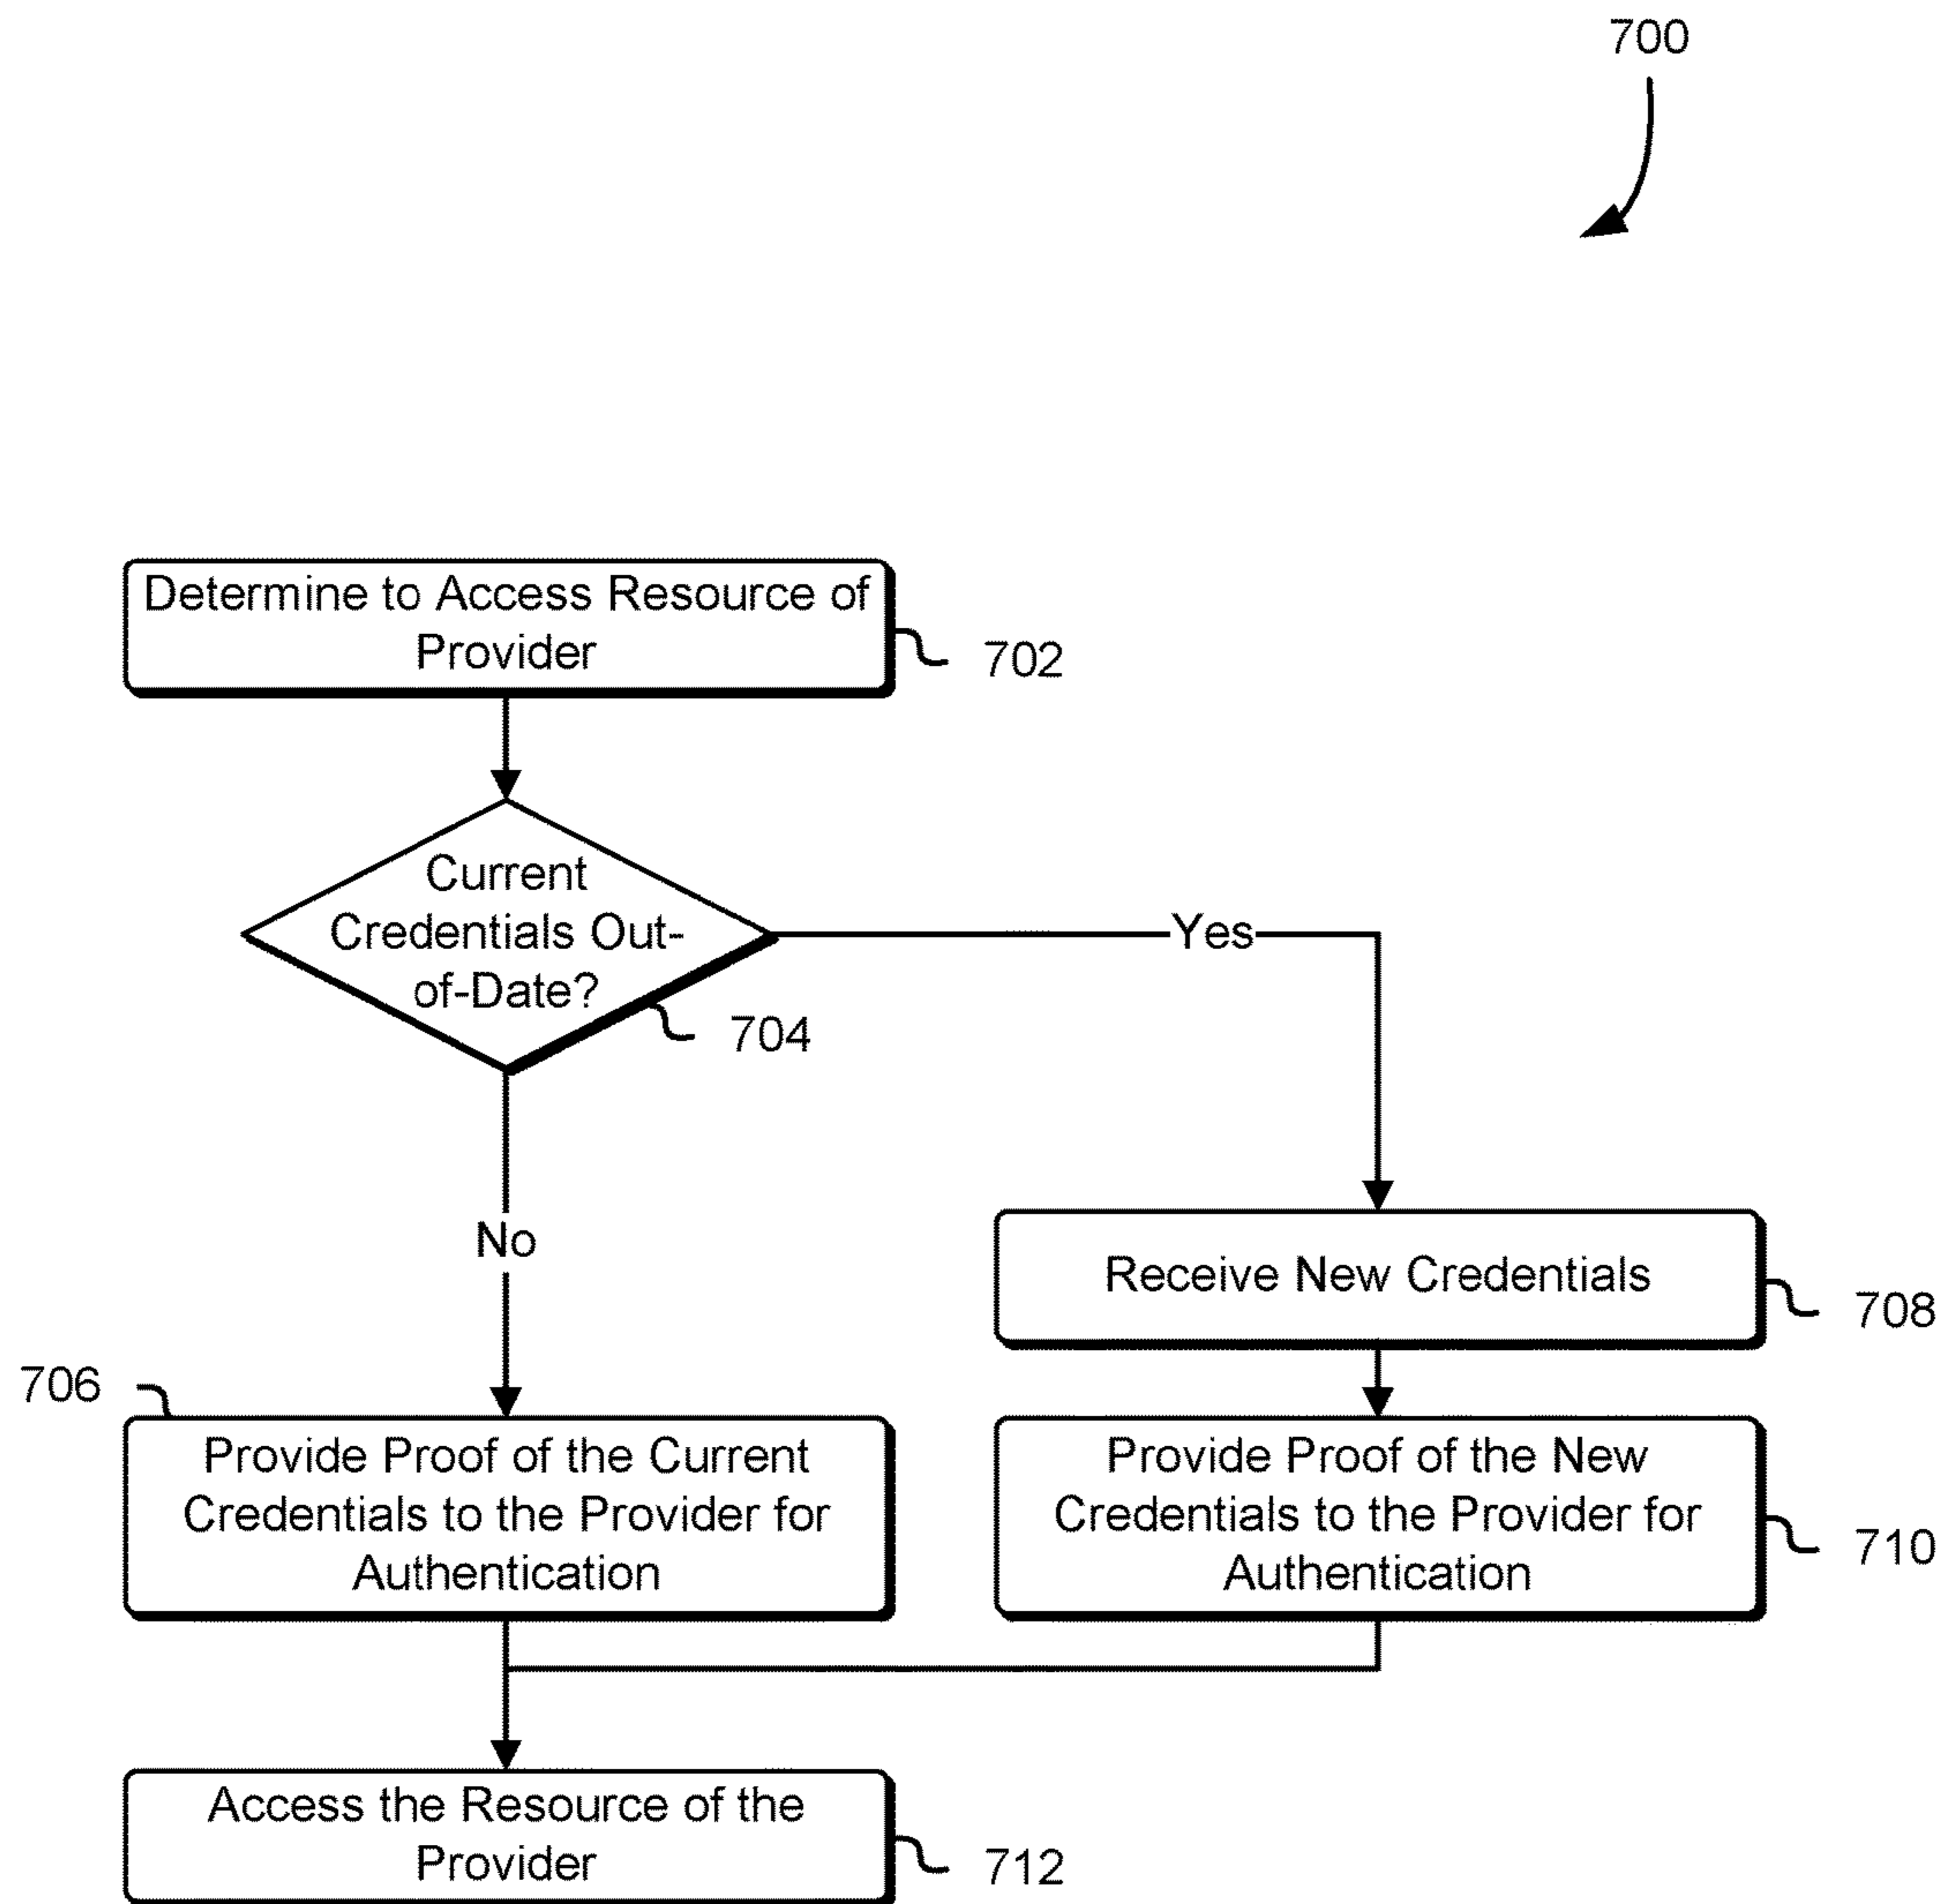 700
Determine to Access Resource of
Provider
702
Current
Credentials Out-
of-Date?
704
Yes
No
Receive New Credentials
708
706
Provide Proof of the Current
Credentials to the Provider for
Authentication
Provide Proof of the New
Credentials to the Provider for
Authentication
710
Access the Resource of the
Provider
712